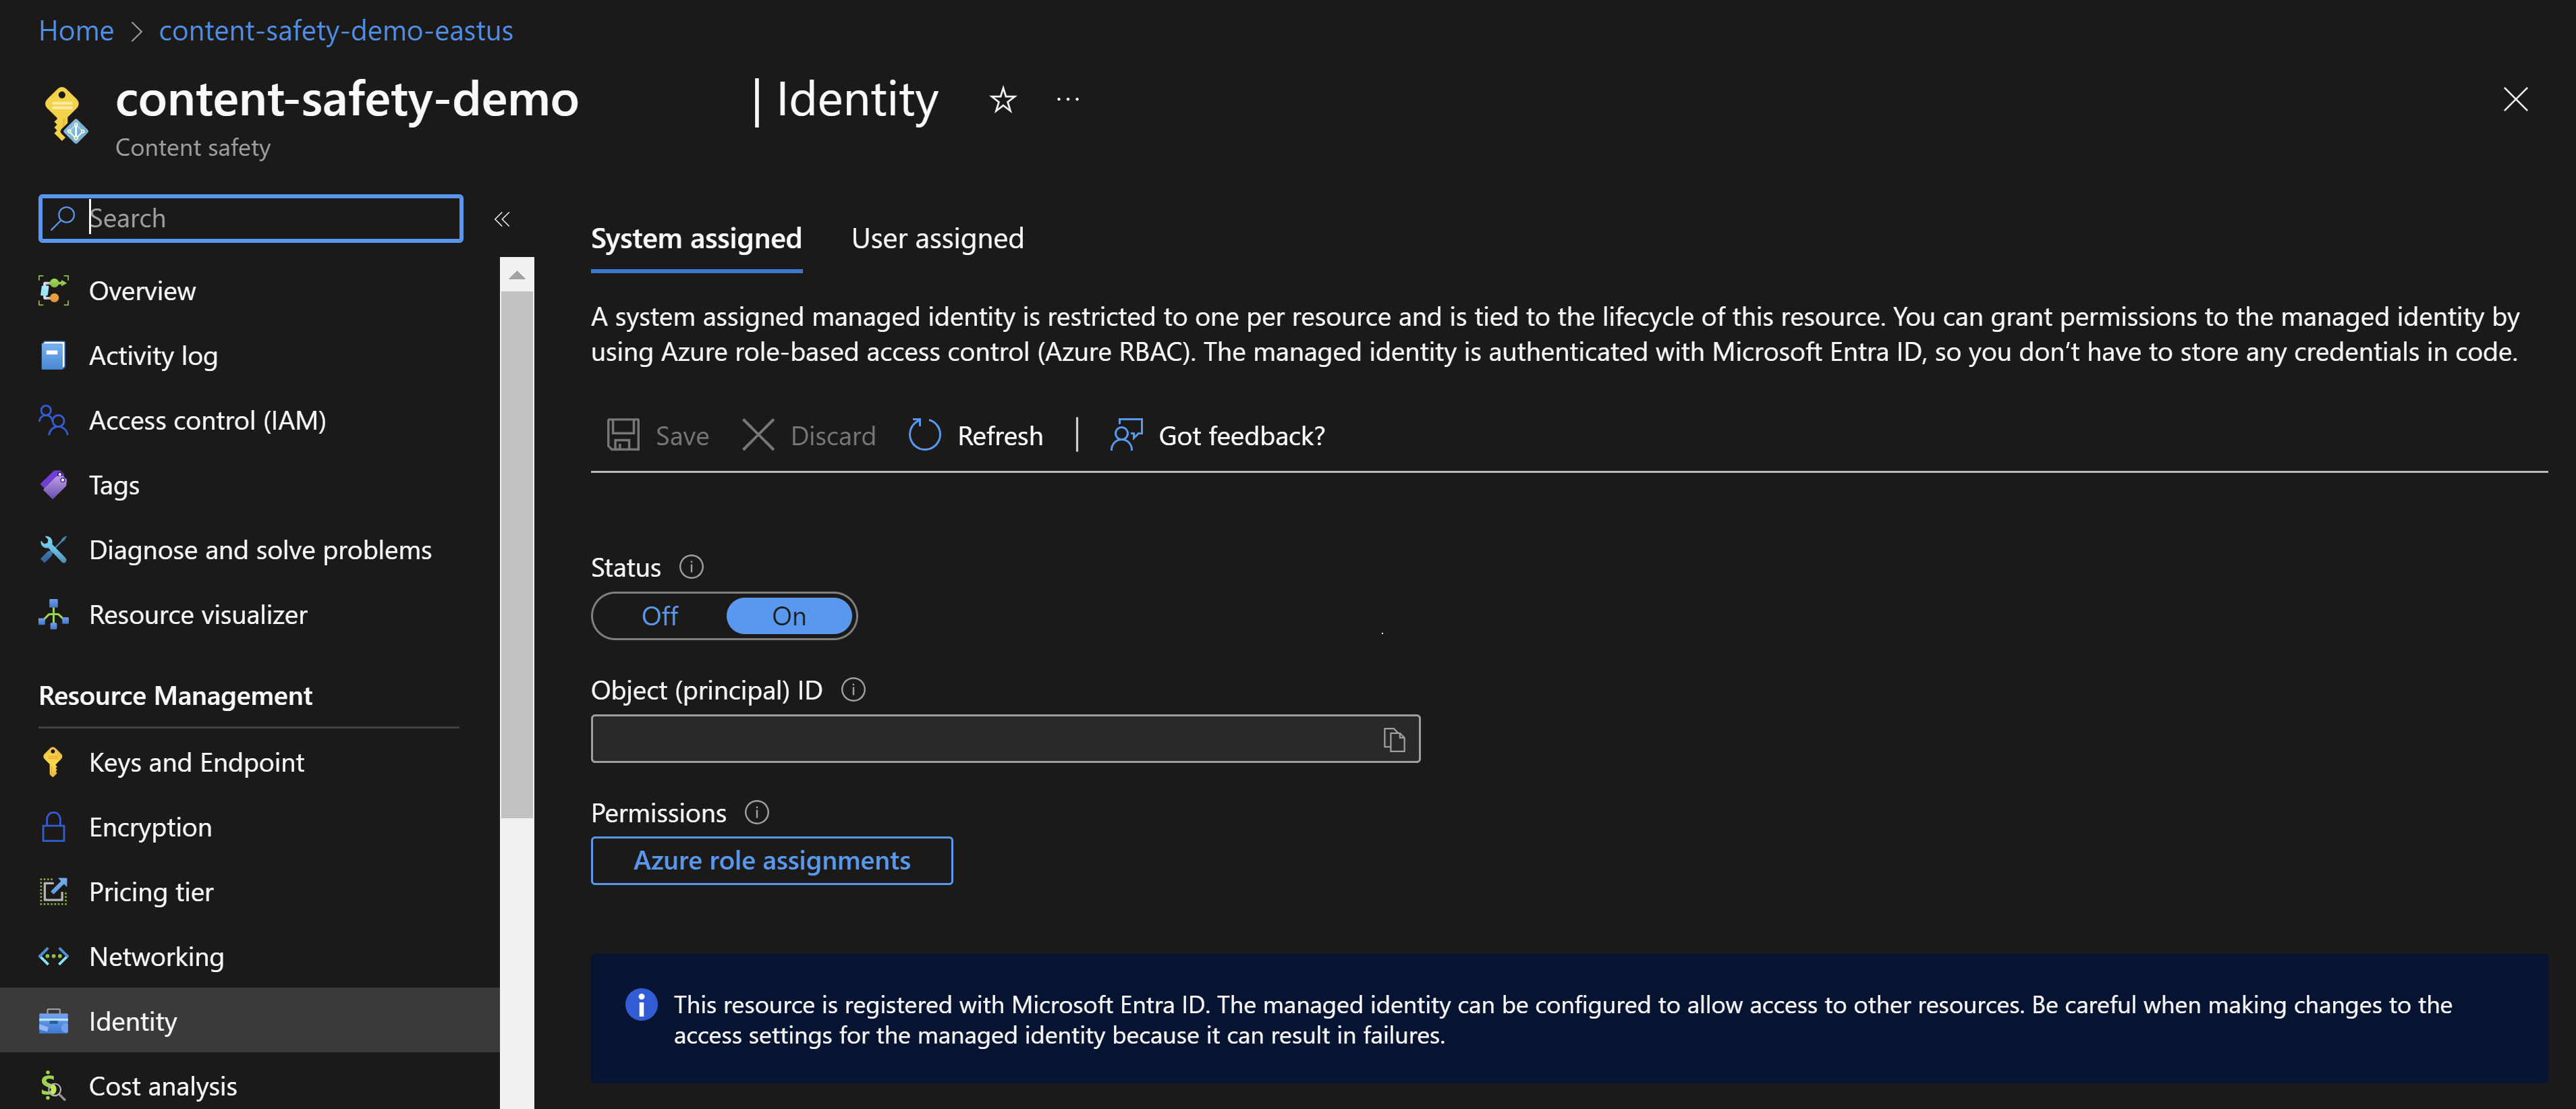 Home > content-safety-demo-eastus
content-safety-demo | Identity
Content safety
Search
Overview
Activity log
Access control (IAM)
Tags
Diagnose and solve problems
Resource visualizer
Resource Management
Keys and Endpoint
Encryption
Pricing tier
Networking
Identity
Cost analysis
System assigned User assigned
A system assigned managed identity is restricted to one per resource and is tied to the lifecycle of this resource. You can grant permissions to the managed identity by
using Azure role-based access control (Azure RBAC). The managed identity is authenticated with Microsoft Entra ID, so you don’t have to store any credentials in code.
Save Discard Refresh | Got feedback?
Status
Off On
Object (principal) ID
Permissions
Azure role assignments
This resource is registered with Microsoft Entra ID. The managed identity can be configured to allow access to other resources. Be careful when making changes to the
access settings for the managed identity because it can result in failures.